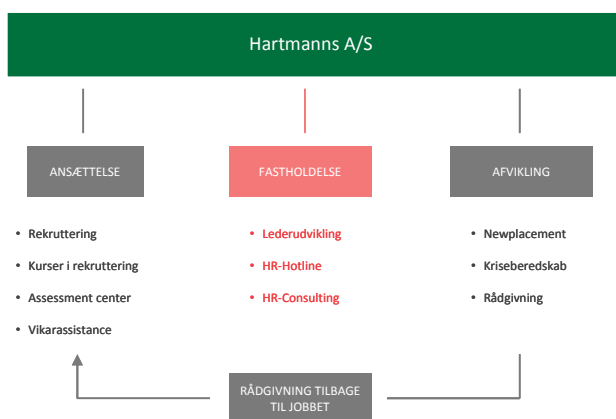 Hartmanns A/S
ANSÆTTELSE
FASTHOLDELSE
AFVIKLING
• Rekruttering
• Kurser i rekruttering
• Assessment center
• Vikarassistance
• Lederudvikling
• HR-Hotline
• HR-Consulting
• Newplacement
• Kriseberedskab
• Rådgivning
RÅDGIVNING TILBAGE
TIL JOBBET